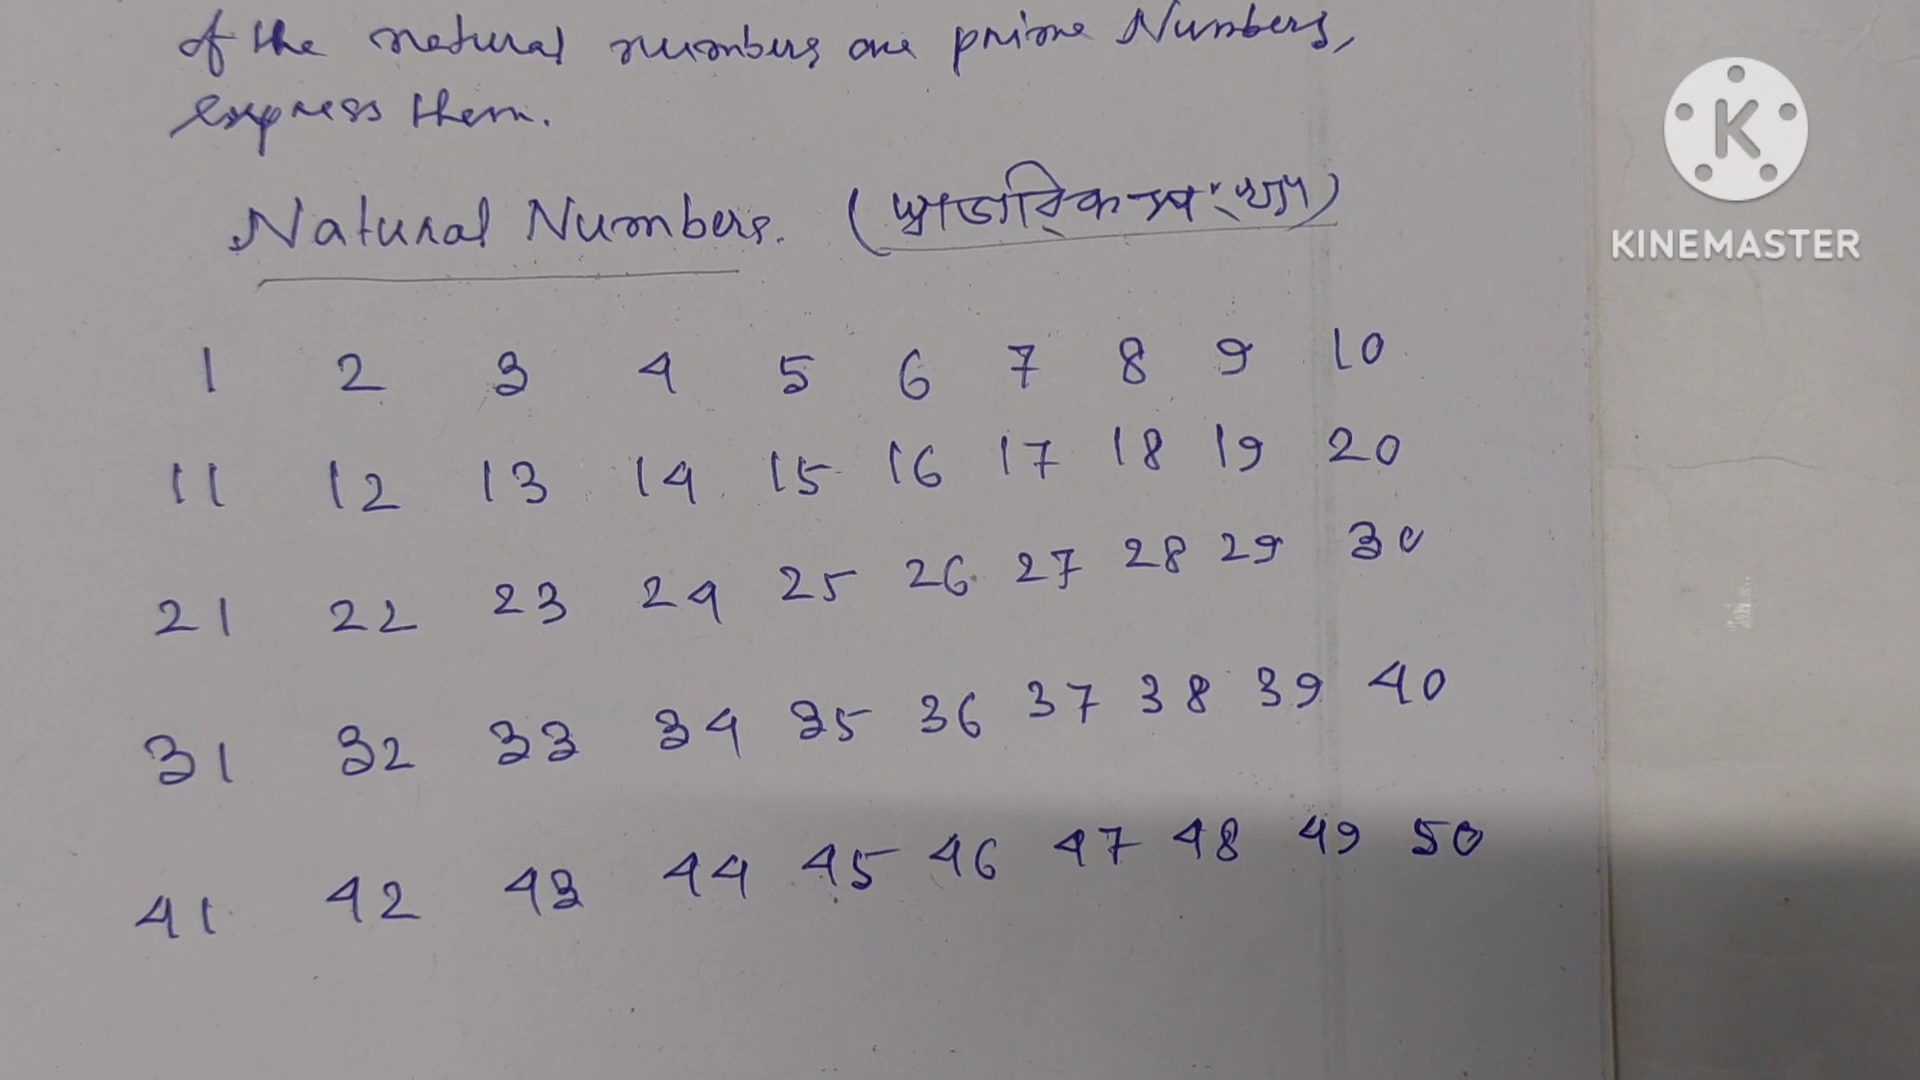 of the natural numbers are prime Numbers,
express them.
Natural Numbers. (স্বাভাবিক সংখ্যা)
1 2 3 4 5 6 7 8 9 10
11 12 13 14 15 16 17 18 19 20
21 22 23 24 25 26 27 28 29 30
31 32 33 34 35 36 37 38 39 40
41 42 43 44 45 46 47 48 49 50
K
KINEMASTER